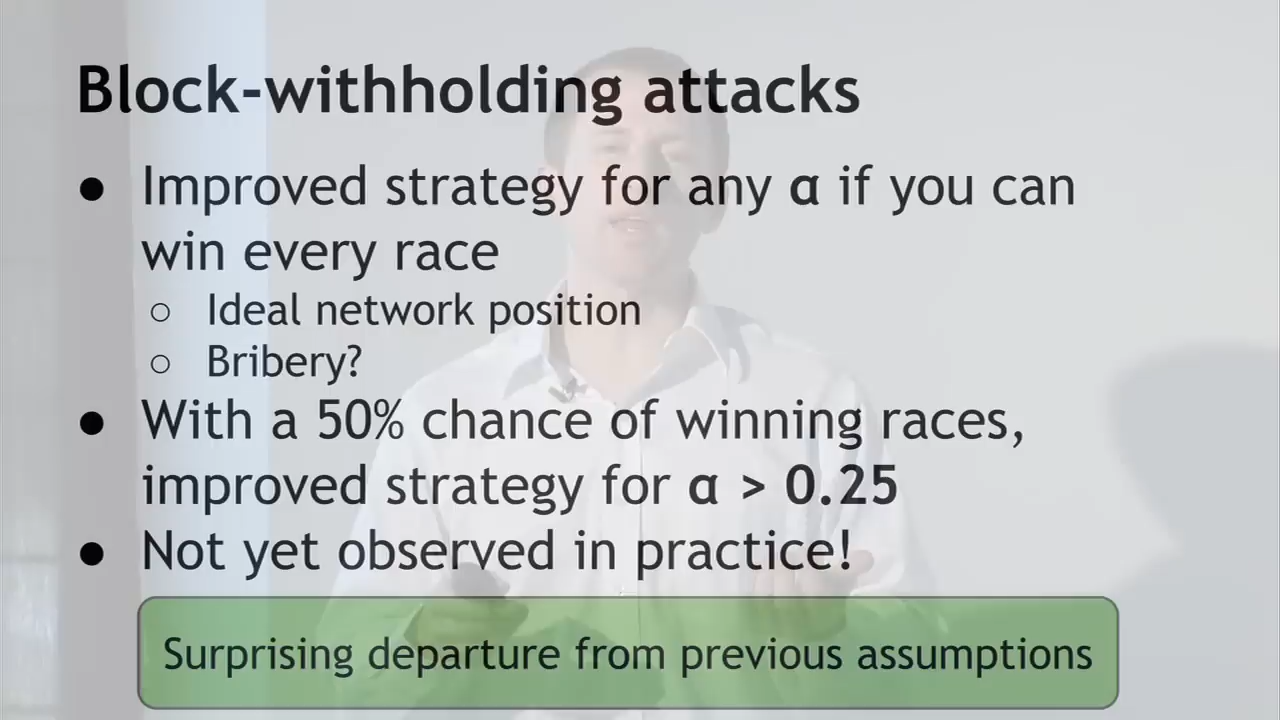 Block-withholding attacks
● Improved strategy for any α if you can
win every race
○ Ideal network position
○ Bribery?
● With a 50% chance of winning races,
improved strategy for α > 0.25
● Not yet observed in practice!
Surprising departure from previous assumptions